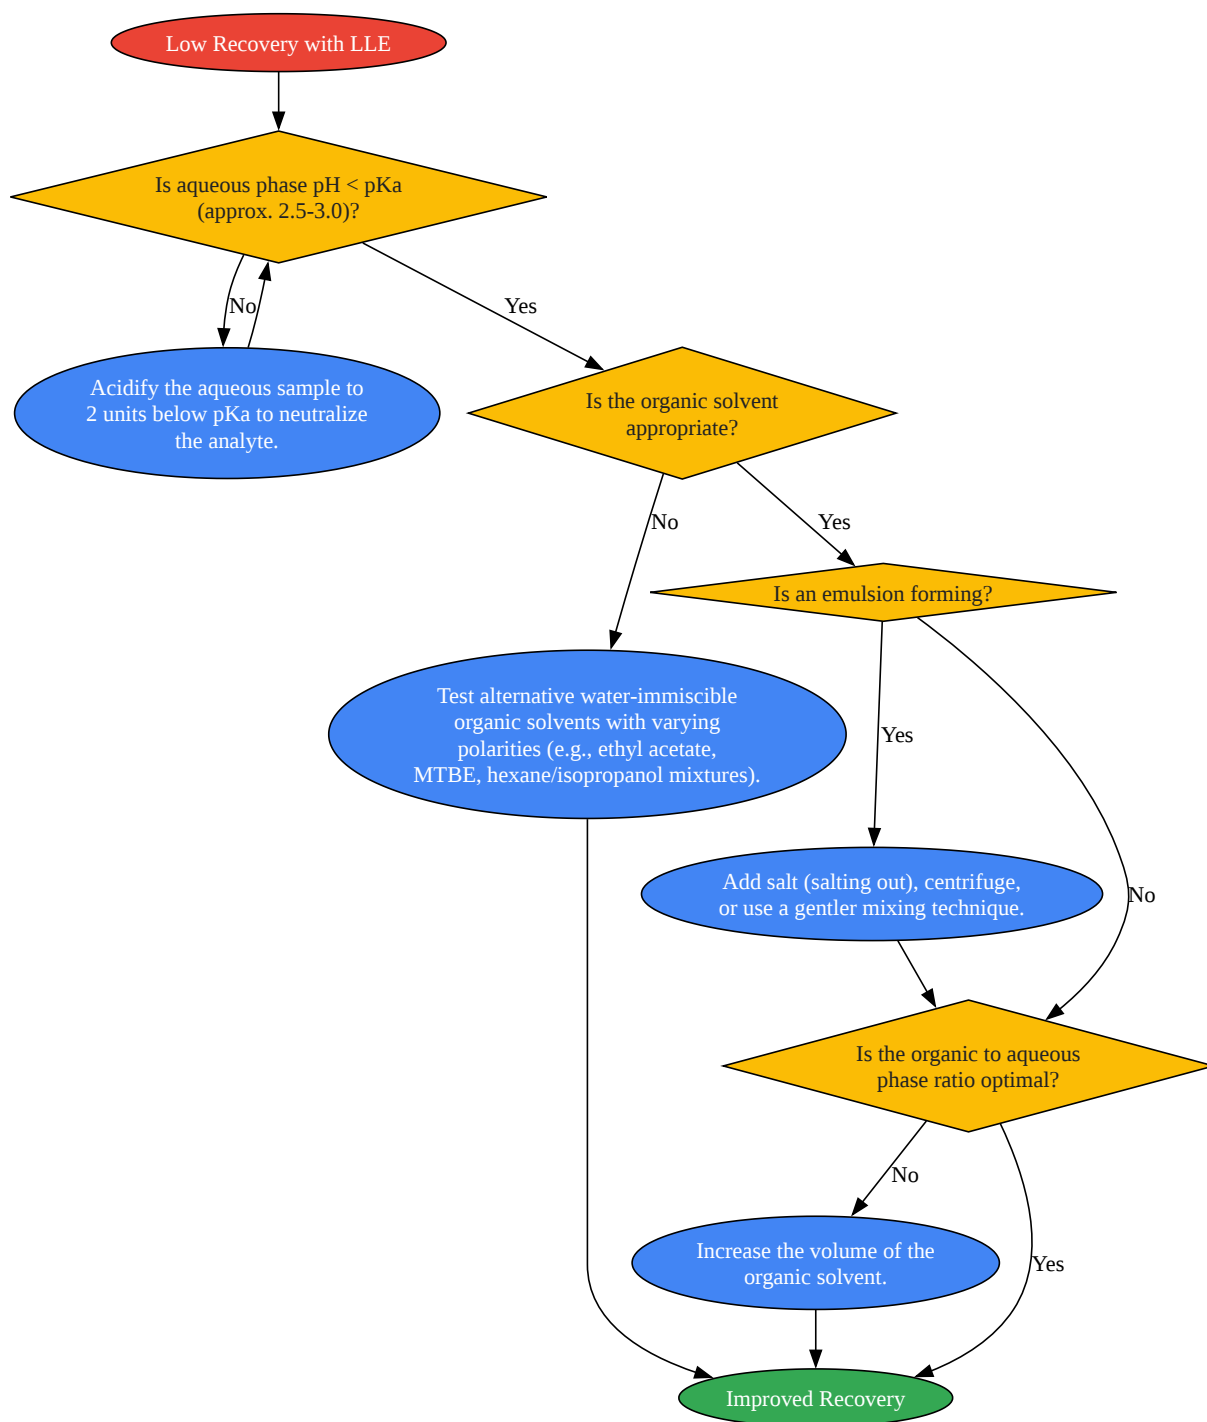 Low Recovery with LLE
Is aqueous phase pH < pKa
(approx. 2.5-3.0)?
No
Yes
Acidify the aqueous sample to
2 units below pKa to neutralize
the analyte.
Is the organic solvent
appropriate?
No
Yes
Is an emulsion forming?
Test alternative water-immiscible
organic solvents with varying
polarities (e.g., ethyl acetate,
MTBE, hexane/isopropanol mixtures).
Yes
Add salt (salting out), centrifuge,
or use a gentler mixing technique.
No
Is the organic to aqueous
phase ratio optimal?
No
Increase the volume of the
organic solvent.
Yes
Improved Recovery